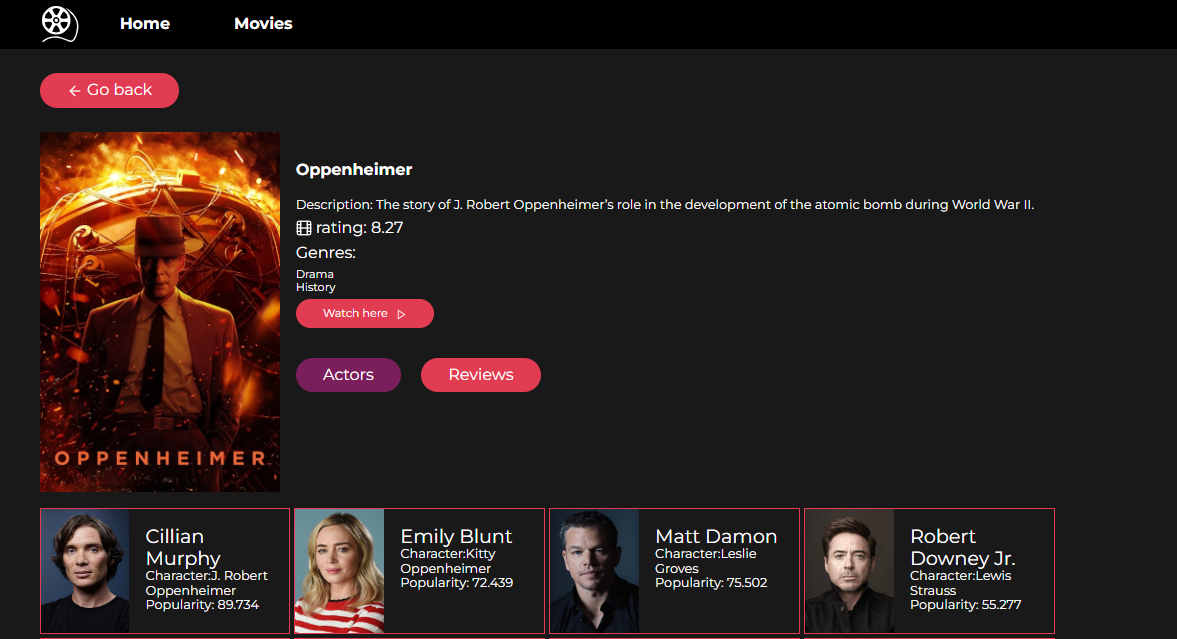 Home Movies
← Go back
Oppenheimer
Description: The story of J. Robert Oppenheimer’s role in the development of the atomic bomb during World War II.
rating: 8.27
Genres:
Drama
History
Watch here
Actors Reviews
OPPENHEIMER
Cillian
Murphy
Character:J. Robert
Oppenheimer
Popularity: 89.734
Emily Blunt
Character:Kitty
Oppenheimer
Popularity: 72.439
Matt Damon
Character:Leslie
Groves
Popularity: 75.502
Robert
Downey Jr.
Character:Lewis
Strauss
Popularity: 55.277